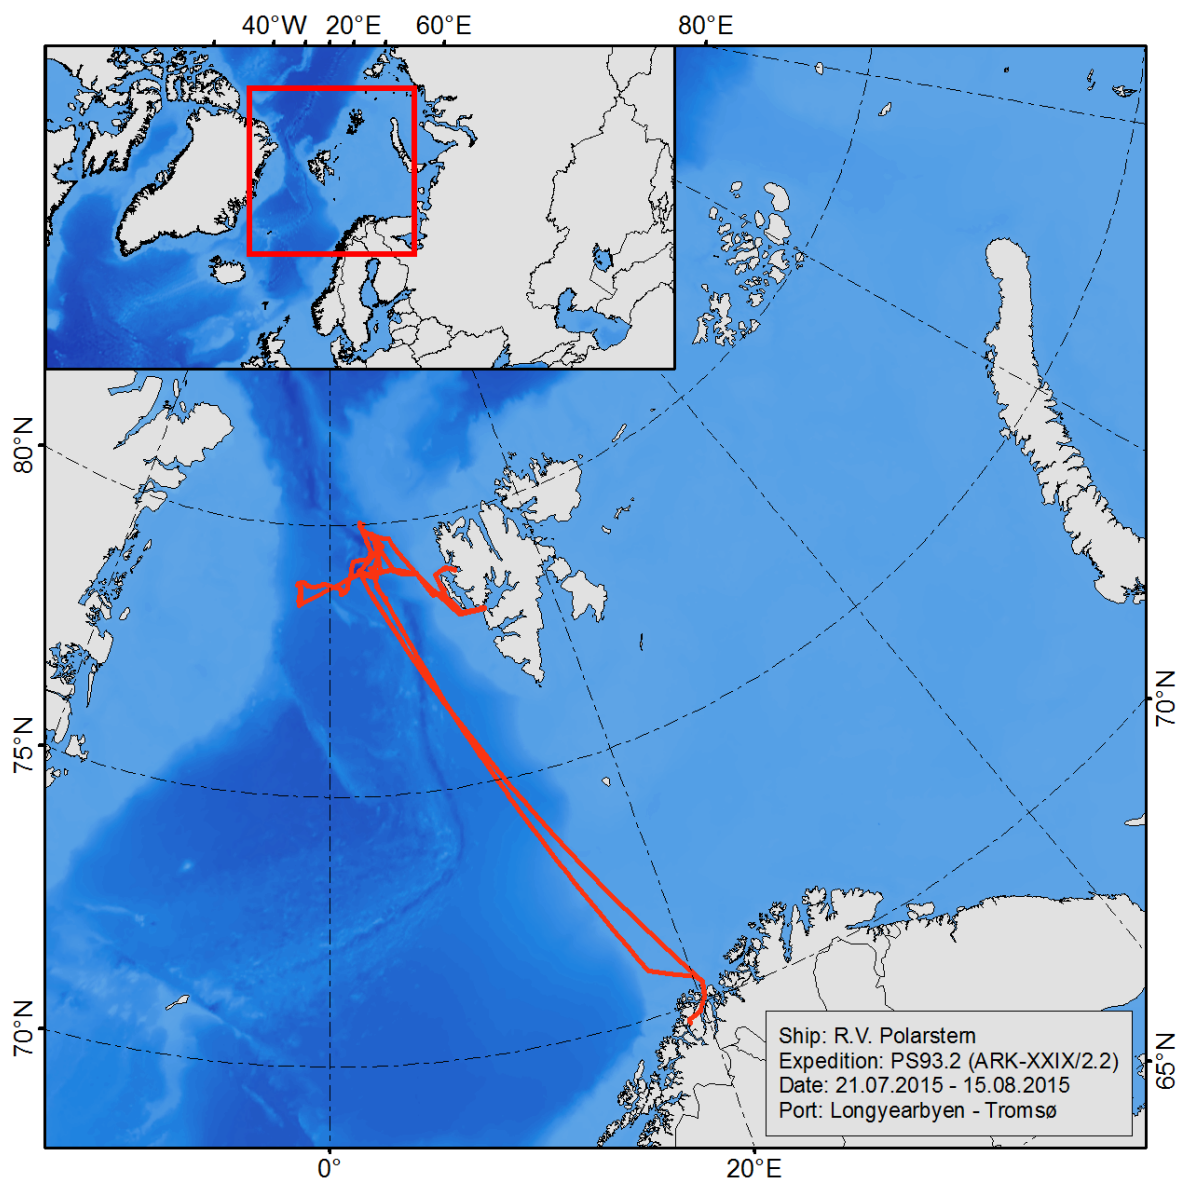 40°W 20°E 60°E 80°E
80°N
75°N
70°N
70°N
65°N
Ship: R.V. Polarstern
Expedition: PS93.2 (ARK-XXIX/2.2)
Date: 21.07.2015 - 15.08.2015
Port: Longyearbyen - Tromsø
0° 20°E